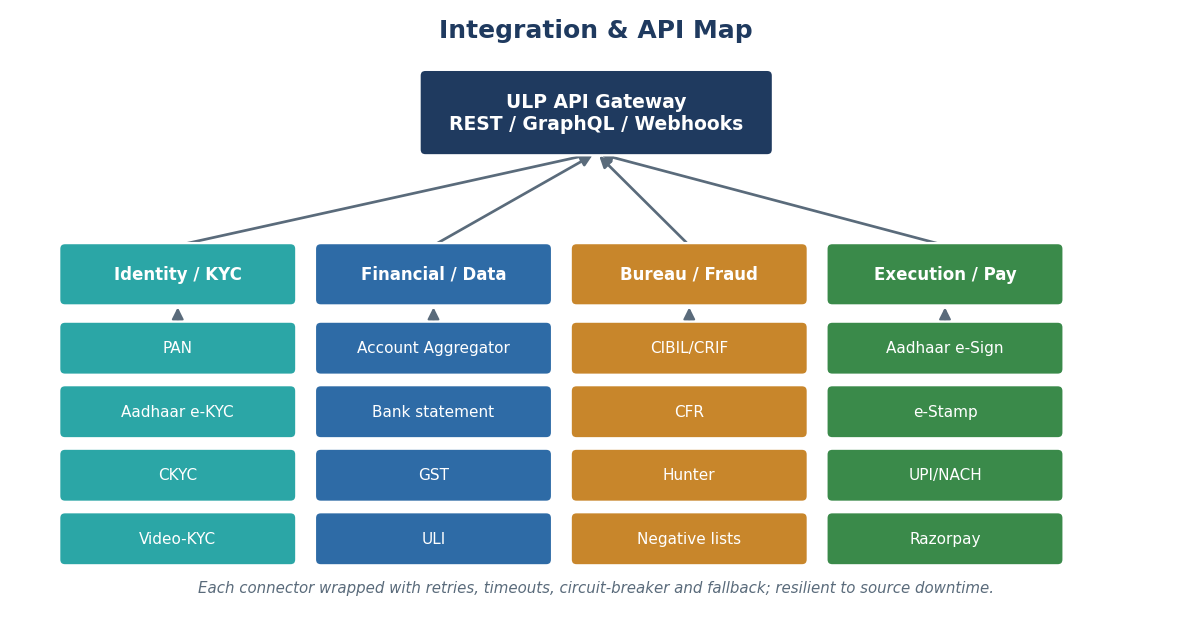 Integration & API Map
ULP API Gateway
REST / GraphQL / Webhooks
Identity / KYC
Financial / Data
Bureau / Fraud
Execution / Pay
PAN
Account Aggregator
CIBIL/CRIF
Aadhaar e-Sign
Aadhaar e-KYC
Bank statement
CFR
e-Stamp
CKYC
GST
Hunter
UPI/NACH
Video-KYC
ULI
Negative lists
Razorpay
Each connector wrapped with retries, timeouts, circuit-breaker and fallback; resilient to source downtime.